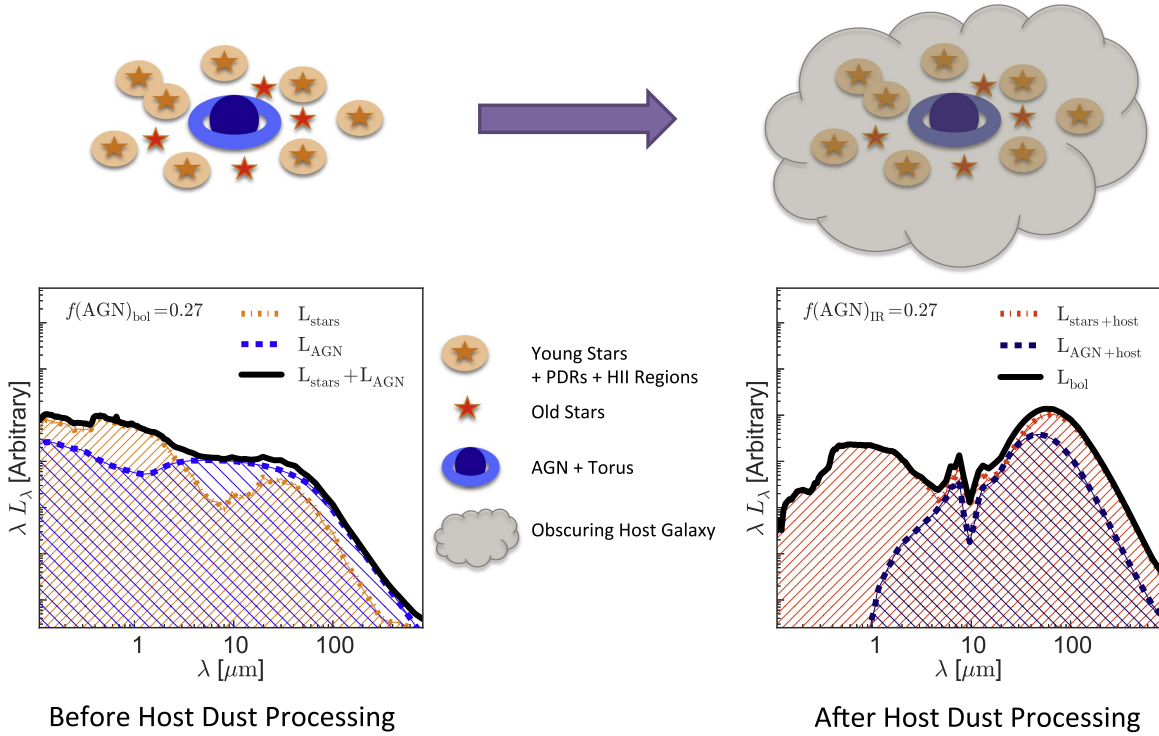 f(AGN)bol=0.27
Lstars
LAGN
Lstars+LAGN
λ Lλ [Arbitrary]
1 10 100
λ [μm]
Before Host Dust Processing
Young Stars
+ PDRs + HII Regions
Old Stars
AGN + Torus
Obscuring Host Galaxy
f(AGN)IR=0.27
Lstars+host
LAGN+host
Lbol
λ Lλ [Arbitrary]
1 10 100
λ [μm]
After Host Dust Processing